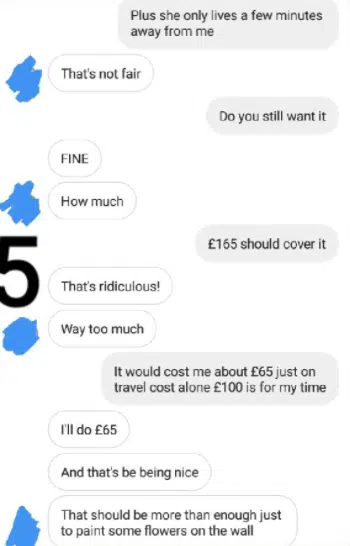 Plus she only lives a few minutes
away from me
That's not fair
Do you still want it
FINE
How much
£165 should cover it
5
That's ridiculous!
Way too much
It would cost me about £65 just on
travel cost alone £100 is for my time
I'll do £65
And that's be being nice
That should be more than enough just
to paint some flowers on the wall